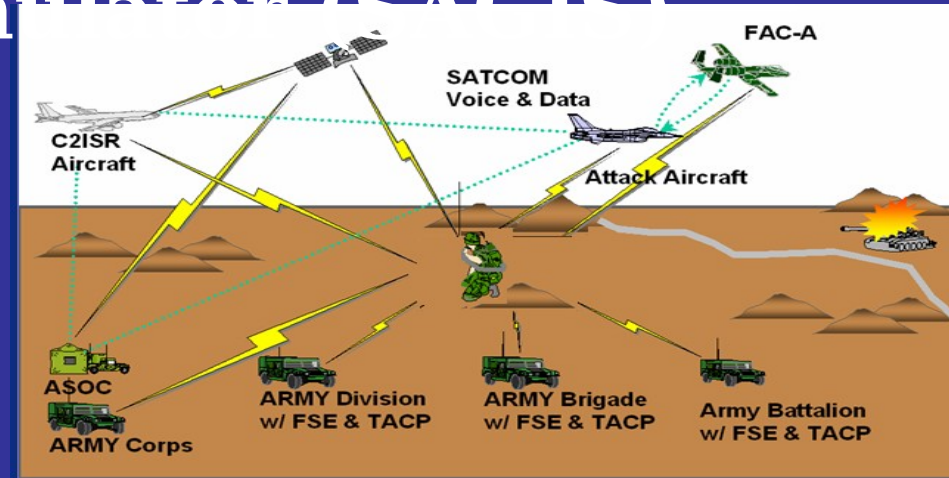 FAC-A
SATCOM
Voice & Data
C2ISR
Aircraft
Attack Aircraft
ASOC
ARMY Corps
ARMY Division
w/ FSE & TACP
ARMY Brigade
w/ FSE & TACP
Army Battalion
w/ FSE & TACP